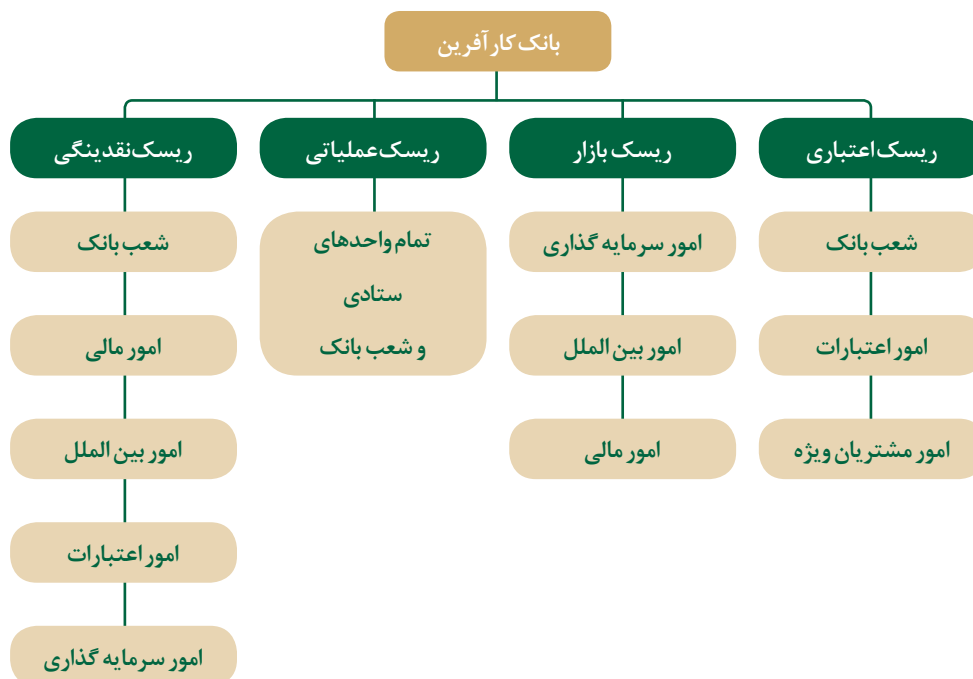 بانک کارآفرین
ریسک اعتباری
ریسک بازار
ریسک عملیاتی
ریسک نقدینگی
شعب بانک
امور اعتبارات
امور مشتریان ویژه
امور سرمایه گذاری
امور بین الملل
امور مالی
تمام واحدهای
ستادی
و شعب بانک
شعب بانک
امور مالی
امور بین الملل
امور اعتبارات
امور سرمایه گذاری